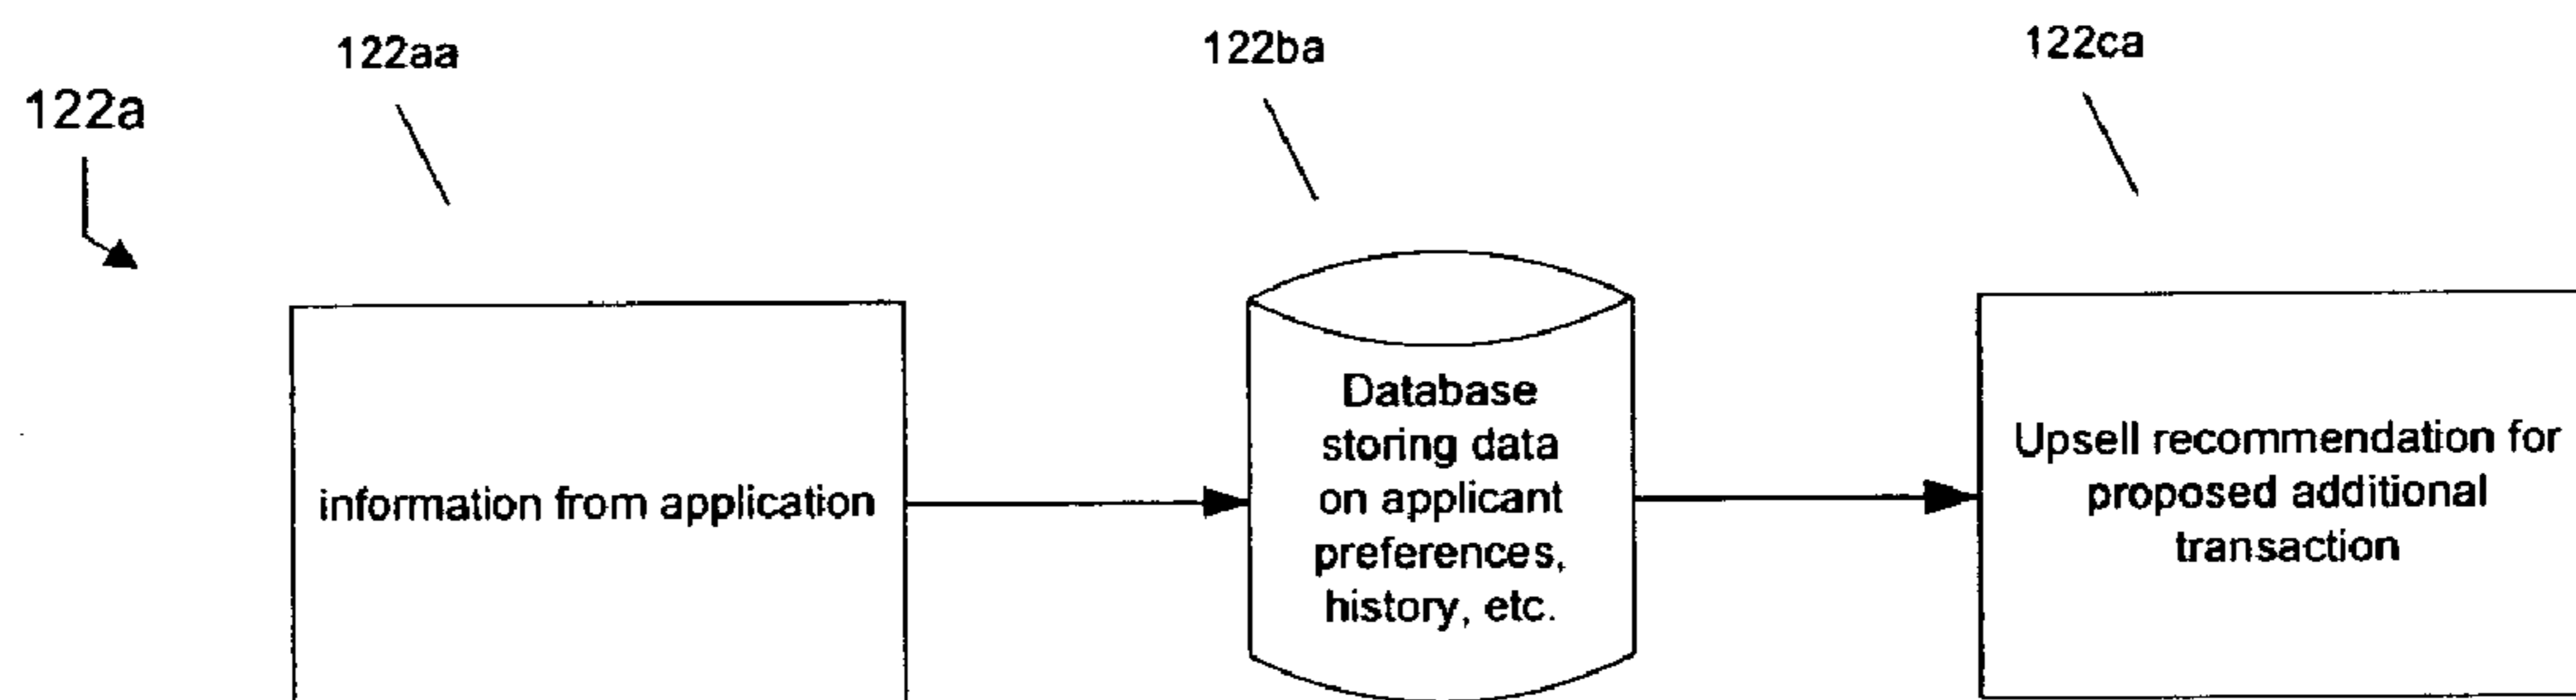 122a
122aa
122ba
122ca
information from application
Database
storing data
on applicant
preferences,
history, etc.
Upsell recommendation for
proposed additional
transaction